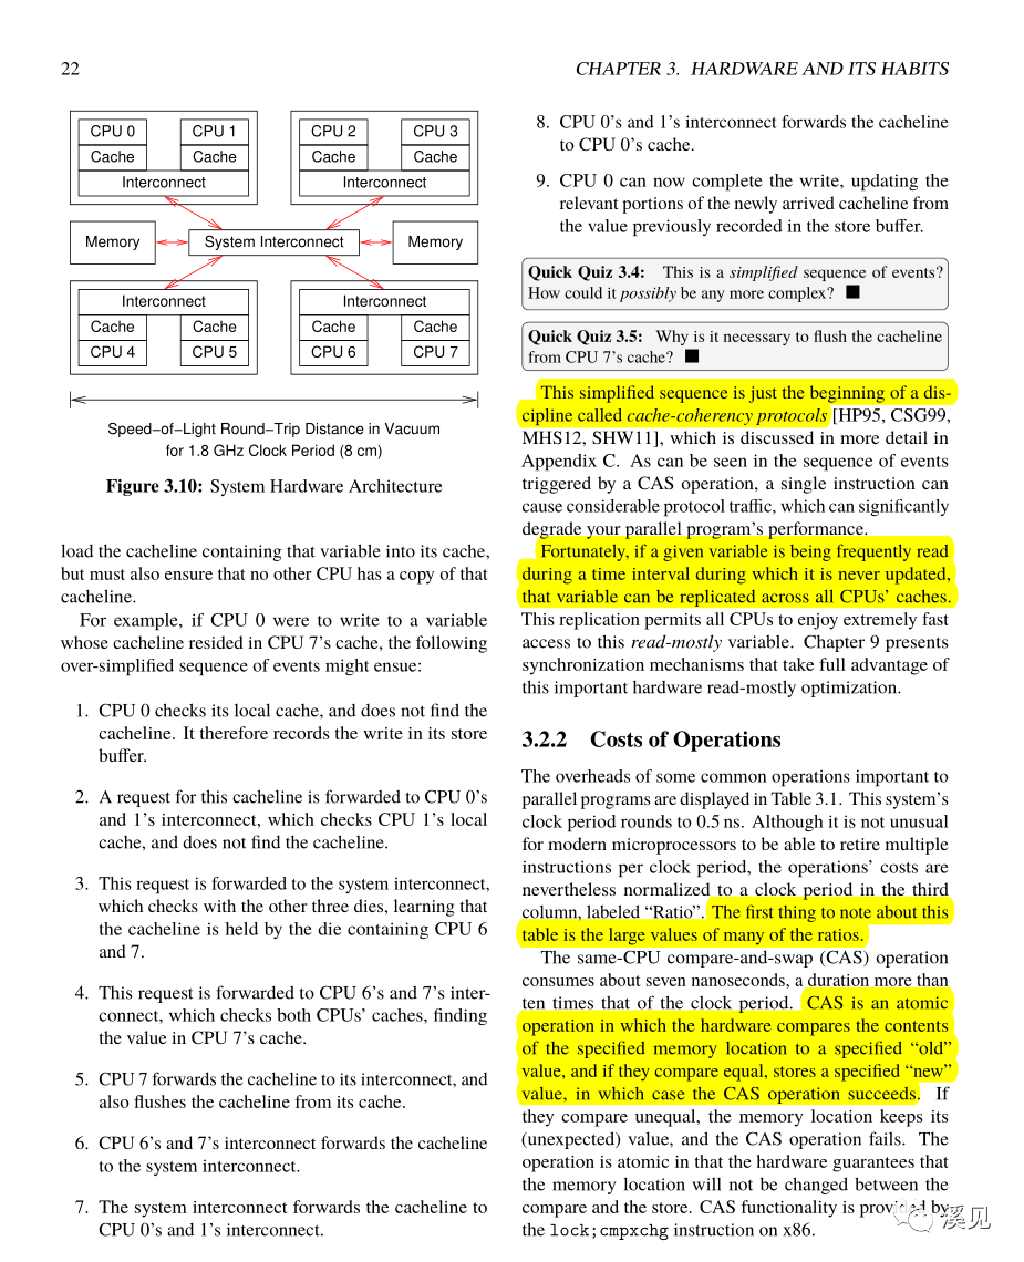 22
CHAPTER 3. HARDWARE AND ITS HABITS
CPU 0
CPU 1
CPU 2
CPU 3
Cache
Cache
Cache
Cache
Interconnect
Interconnect
Memory
System Interconnect
Memory
Interconnect
Interconnect
Cache
Cache
Cache
Cache
CPU 4
CPU 5
CPU 6
CPU 7
Speed−of−Light Round−Trip Distance in Vacuum
for 1.8 GHz Clock Period (8 cm)
Figure 3.10: System Hardware Architecture
load the cacheline containing that variable into its cache,
but must also ensure that no other CPU has a copy of that
cacheline.
For example, if CPU 0 were to write to a variable
whose cacheline resided in CPU 7’s cache, the following
over-simplified sequence of events might ensue:
1. CPU 0 checks its local cache, and does not find the
cacheline. It therefore records the write in its store
buffer.
2. A request for this cacheline is forwarded to CPU 0’s
and 1’s interconnect, which checks CPU 1’s local
cache, and does not find the cacheline.
3. This request is forwarded to the system interconnect,
which checks with the other three dies, learning that
the cacheline is held by the die containing CPU 6
and 7.
4. This request is forwarded to CPU 6’s and 7’s inter-
connect, which checks both CPUs’ caches, finding
the value in CPU 7’s cache.
5. CPU 7 forwards the cacheline to its interconnect, and
also flushes the cacheline from its cache.
6. CPU 6’s and 7’s interconnect forwards the cacheline
to the system interconnect.
7. The system interconnect forwards the cacheline to
CPU 0’s and 1’s interconnect.
8. CPU 0’s and 1’s interconnect forwards the cacheline
to CPU 0’s cache.
9. CPU 0 can now complete the write, updating the
relevant portions of the newly arrived cacheline from
the value previously recorded in the store buffer.
Quick Quiz 3.4: This is a simplified sequence of events?
How could it possibly be any more complex? ■
Quick Quiz 3.5: Why is it necessary to flush the cacheline
from CPU 7’s cache? ■
This simplified sequence is just the beginning of a dis-
cipline called cache-coherency protocols [HP95, CSG99,
MHS12, SHW11], which is discussed in more detail in
Appendix C. As can be seen in the sequence of events
triggered by a CAS operation, a single instruction can
cause considerable protocol traffic, which can significantly
degrade your parallel program’s performance.
Fortunately, if a given variable is being frequently read
during a time interval during which it is never updated,
that variable can be replicated across all CPUs’ caches.
This replication permits all CPUs to enjoy extremely fast
access to this read-mostly variable. Chapter 9 presents
synchronization mechanisms that take full advantage of
this important hardware read-mostly optimization.
3.2.2 Costs of Operations
The overheads of some common operations important to
parallel programs are displayed in Table 3.1. This system’s
clock period rounds to 0.5 ns. Although it is not unusual
for modern microprocessors to be able to retire multiple
instructions per clock period, the operations’ costs are
nevertheless normalized to a clock period in the third
column, labeled “Ratio”. The first thing to note about this
table is the large values of many of the ratios.
The same-CPU compare-and-swap (CAS) operation
consumes about seven nanoseconds, a duration more than
ten times that of the clock period. CAS is an atomic
operation in which the hardware compares the contents
of the specified memory location to a specified “old”
value, and if they compare equal, stores a specified “new”
value, in which case the CAS operation succeeds. If
they compare unequal, the memory location keeps its
(unexpected) value, and the CAS operation fails. The
operation is atomic in that the hardware guarantees that
the memory location will not be changed between the
compare and the store. CAS functionality is provided by
the lock;cmpxchg instruction on x86.
溪见